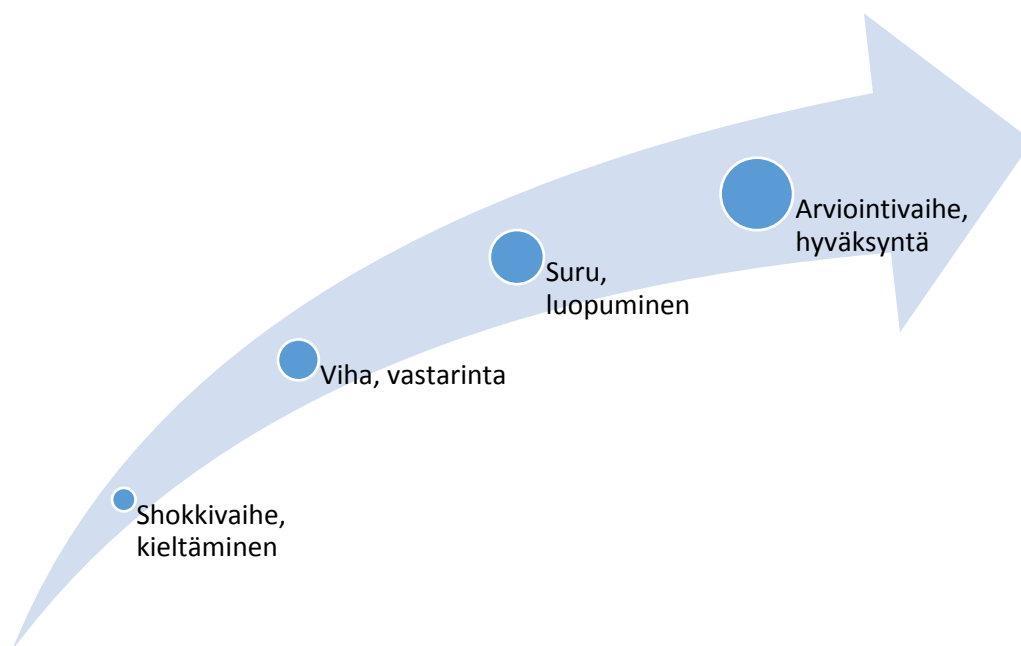 Shokkivaihe,
kieltäminen
Viha, vastarinta
Suru,
luopuminen
Arviointivaihe,
hyväksyntä